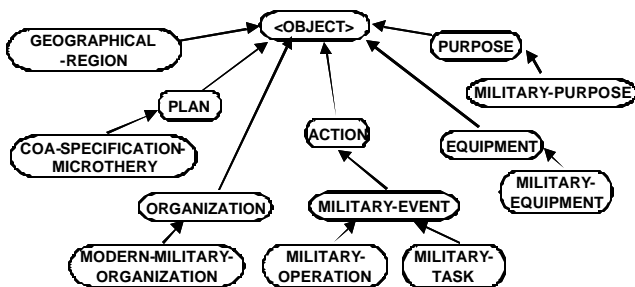 <OBJECT>
GEOGRAPHICAL
-REGION
PURPOSE
MILITARY-PURPOSE
PLAN
ACTION
EQUIPMENT
COA-SPECIFICATION-
MICROTHERY
MILITARY-
EQUIPMENT
ORGANIZATION
MILITARY-EVENT
MODERN-MILITARY-
ORGANIZATION
MILITARY-
OPERATION
MILITARY-
TASK